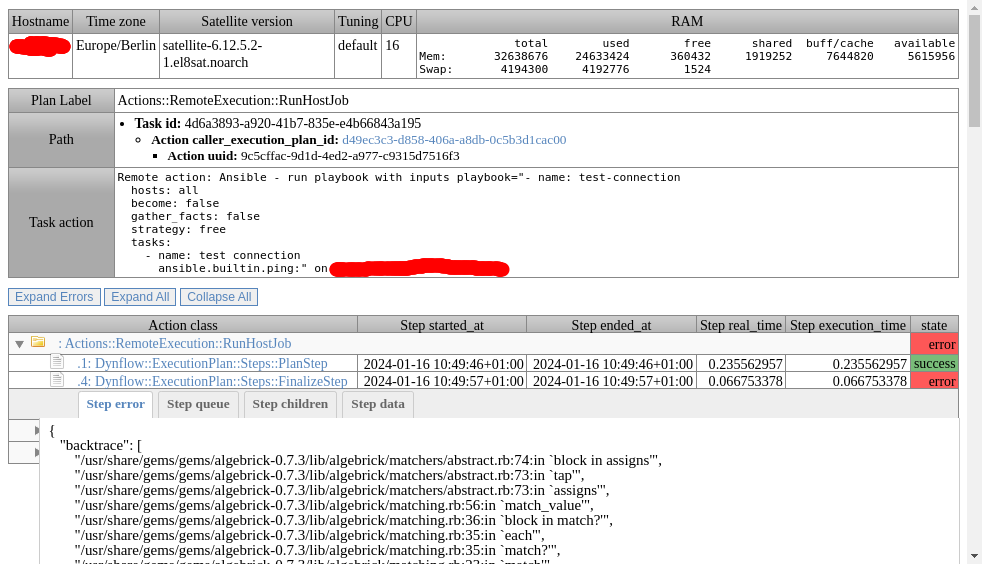 Hostname Time zone Satellite version Tuning CPU RAM
Europe/Berlin satellite-6.12.5.2-1.el8sat.noarch default 16
total used free shared buff/cache available
Mem: 32638676 24633424 360432 1919252 7644820 5615956
Swap: 4194300 4192776 1524
Plan Label Actions::RemoteExecution::RunHostJob
Path
Task id: 4d6a3893-a920-41b7-835e-e4b66843a195
Action caller_execution_plan_id: d49ec3c3-d858-406a-a8db-0c5b3d1cac00
Action uuid: 9c5cffac-9d1d-4ed2-a977-c9315d7516f3
Task action
Remote action: Ansible - run playbook with inputs playbook="- name: test-connection
hosts: all
become: false
gather_facts: false
strategy: free
tasks:
- name: test connection
ansible.builtin.ping:" on
Expand Errors Expand All Collapse All
Action class Step started_at Step ended_at Step real_time Step execution_time state
: Actions::RemoteExecution::RunHostJob error
.1: Dynflow::ExecutionPlan::Steps::PlanStep 2024-01-16 10:49:46+01:00 2024-01-16 10:49:46+01:00 0.235562957 0.235562957 success
.4: Dynflow::ExecutionPlan::Steps::FinalizeStep 2024-01-16 10:49:57+01:00 2024-01-16 10:49:57+01:00 0.066753378 0.066753378 error
Step error Step queue Step children Step data
{
"backtrace": [
"/usr/share/gems/gems/algebrick-0.7.3/lib/algebrick/matchers/abstract.rb:74:in `block in assigns'",
"/usr/share/gems/gems/algebrick-0.7.3/lib/algebrick/matchers/abstract.rb:73:in `tap'",
"/usr/share/gems/gems/algebrick-0.7.3/lib/algebrick/matchers/abstract.rb:73:in `assigns'",
"/usr/share/gems/gems/algebrick-0.7.3/lib/algebrick/matching.rb:56:in `match_value'",
"/usr/share/gems/gems/algebrick-0.7.3/lib/algebrick/matching.rb:36:in `block in match?'",
"/usr/share/gems/gems/algebrick-0.7.3/lib/algebrick/matching.rb:35:in `each'",
"/usr/share/gems/gems/algebrick-0.7.3/lib/algebrick/matching.rb:35:in `match?'",